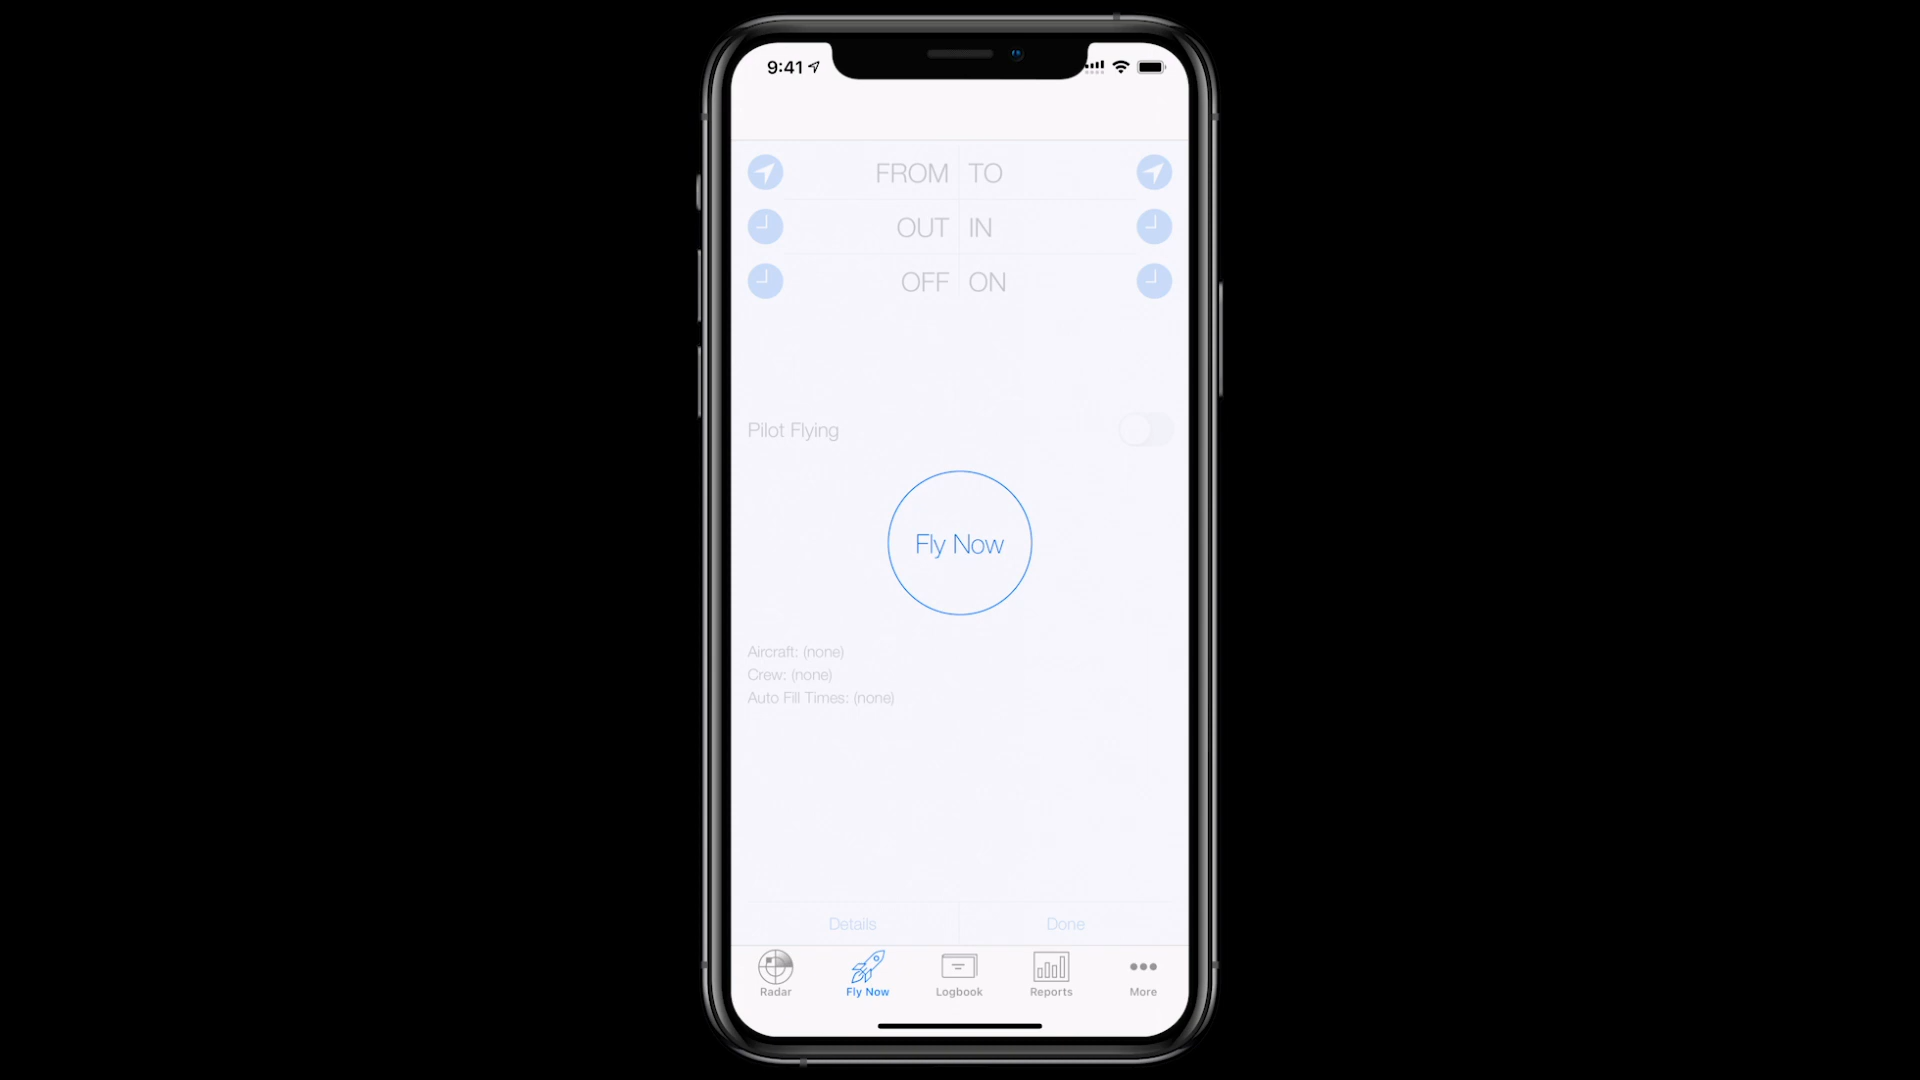 9:41
FROM TO
OUT IN
OFF ON
Pilot Flying
Fly Now
Aircraft: (none)
Crew: (none)
Auto Fill Times: (none)
Details Done
Radar Fly Now Logbook Reports More